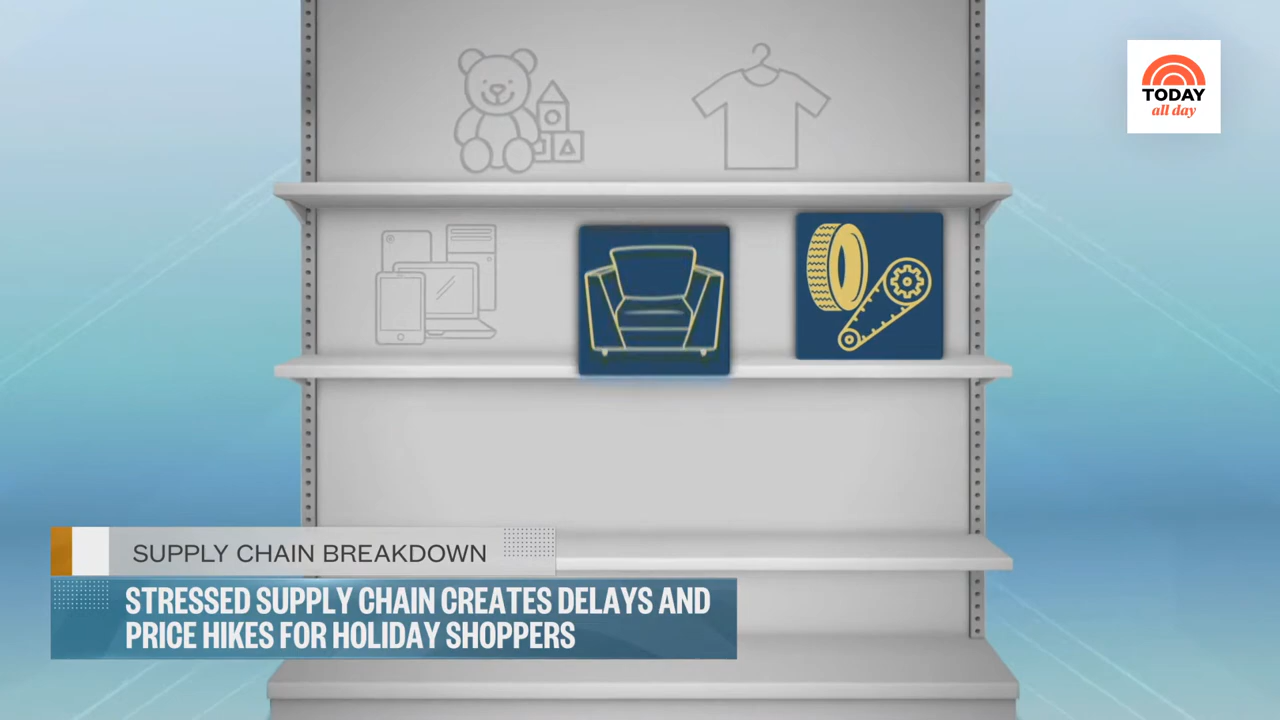 TODAY
all day
SUPPLY CHAIN BREAKDOWN
STRESSED SUPPLY CHAIN CREATES DELAYS AND
PRICE HIKES FOR HOLIDAY SHOPPERS